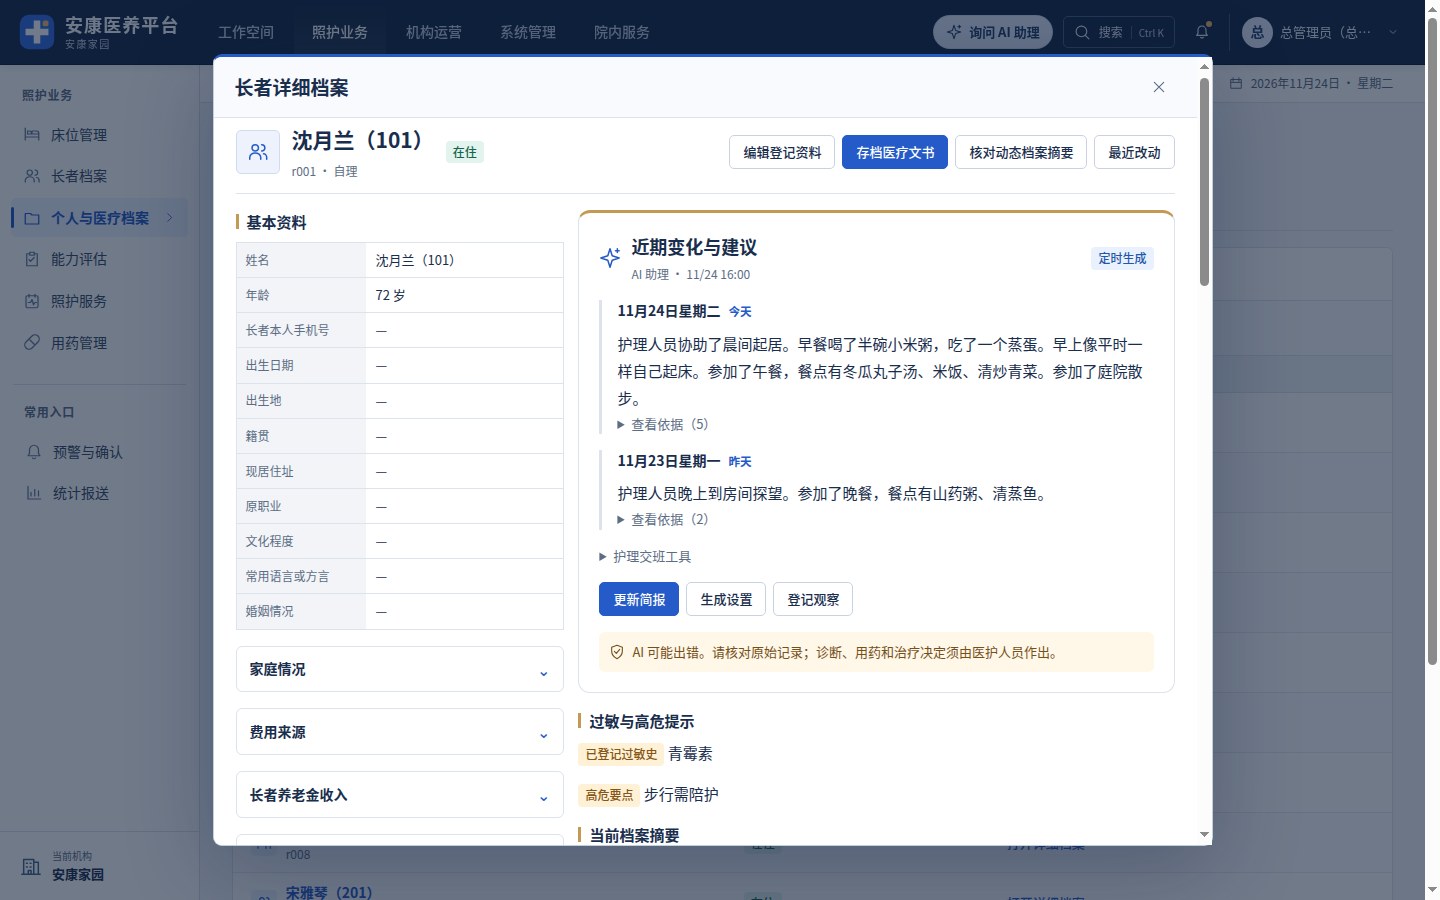 安康医养平台
安康家园
工作空间
照护业务
机构运营
系统管理
院内服务
询问 AI 助理
搜索
Ctrl K
总
总管理员（总…
2026年11月24日 · 星期二
照护业务
床位管理
长者档案
个人与医疗档案
能力评估
照护服务
用药管理
常用入口
预警与确认
统计报送
当前机构
安康家园
长者详细档案
沈月兰（101）
在住
r001 · 自理
编辑登记资料
存档医疗文书
核对动态档案摘要
最近改动
基本资料
姓名 沈月兰（101）
年龄 72 岁
长者本人手机号 —
出生日期 —
出生地 —
籍贯 —
现居住址 —
原职业 —
文化程度 —
常用语言或方言 —
婚姻情况 —
家庭情况
费用来源
长者养老金收入
近期变化与建议
AI 助理 · 11/24 16:00
定时生成
11月24日星期二 今天
护理人员协助了晨间起居。早餐喝了半碗小米粥，吃了一个蒸蛋。早上像平时一
样自己起床。参加了午餐，餐点有冬瓜丸子汤、米饭、清炒青菜。参加了庭院散
步。
查看依据（5）
11月23日星期一 昨天
护理人员晚上到房间探望。参加了晚餐，餐点有山药粥、清蒸鱼。
查看依据（2）
护理交班工具
更新简报
生成设置
登记观察
AI 可能出错。请核对原始记录；诊断、用药和治疗决定须由医护人员作出。
过敏与高危提示
已登记过敏史 青霉素
高危要点 步行需陪护
当前档案摘要
r008
宋雅琴（201）